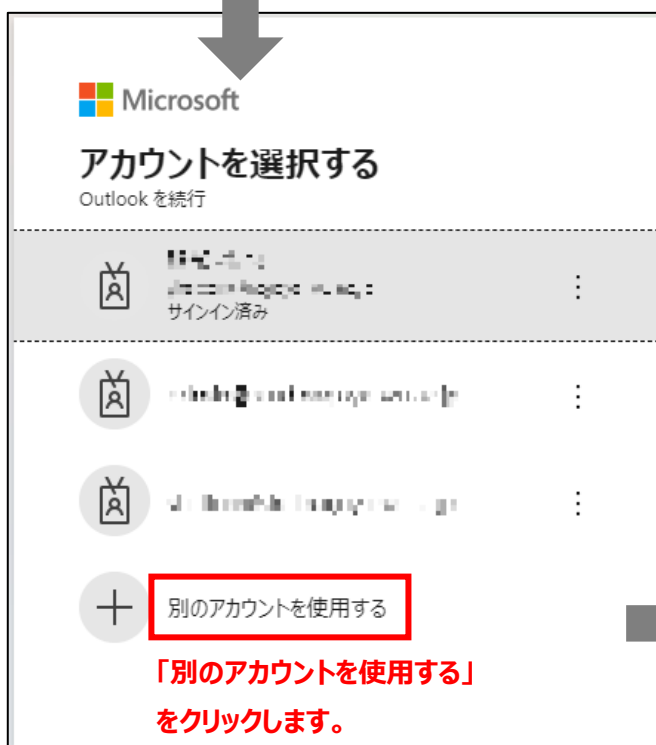 Microsoft
アカウントを選択する
Outlook を続行
サインイン済み
別のアカウントを使用する
「別のアカウントを使用する」
をクリックします。